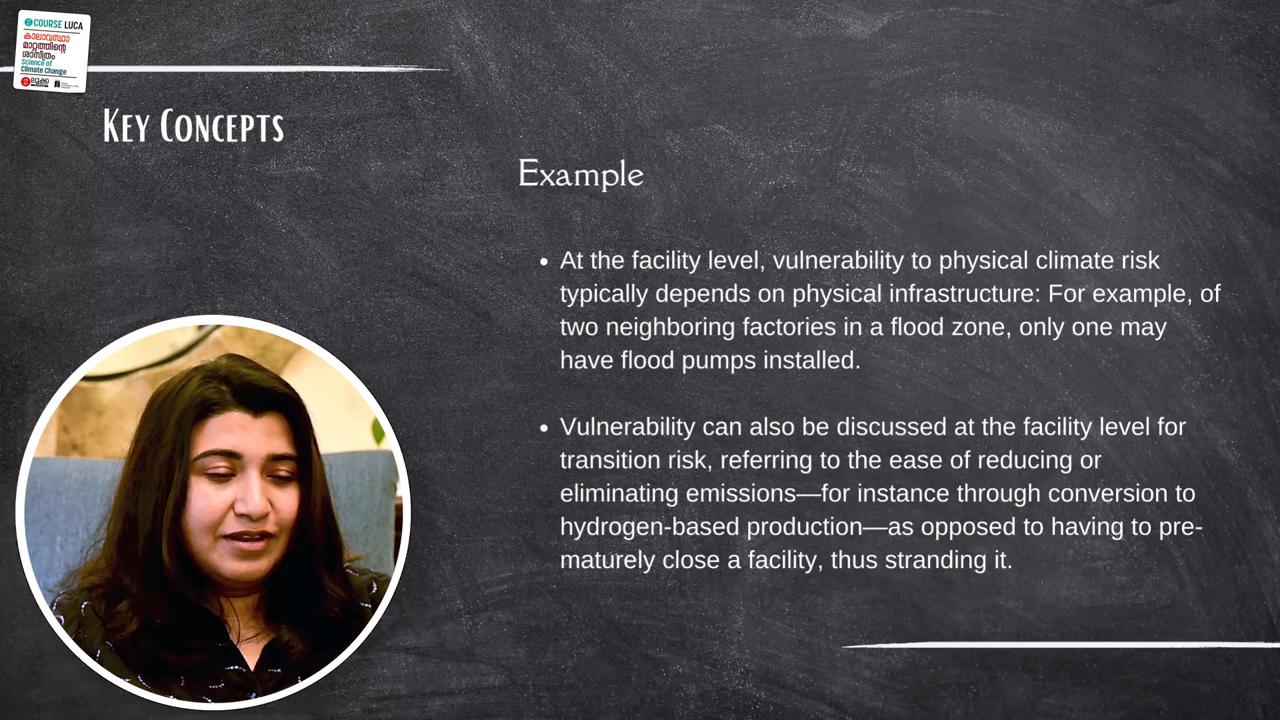 COURSE LUCA
കാലാവസ്ഥാ
മാറ്റത്തിന്റെ
ശാസ്ത്രം
Science of
Climate Change
ലൂക്ക
Key Concepts
Example
• At the facility level, vulnerability to physical climate risk
typically depends on physical infrastructure: For example, of
two neighboring factories in a flood zone, only one may
have flood pumps installed.
• Vulnerability can also be discussed at the facility level for
transition risk, referring to the ease of reducing or
eliminating emissions—for instance through conversion to
hydrogen-based production—as opposed to having to pre-
maturely close a facility, thus stranding it.